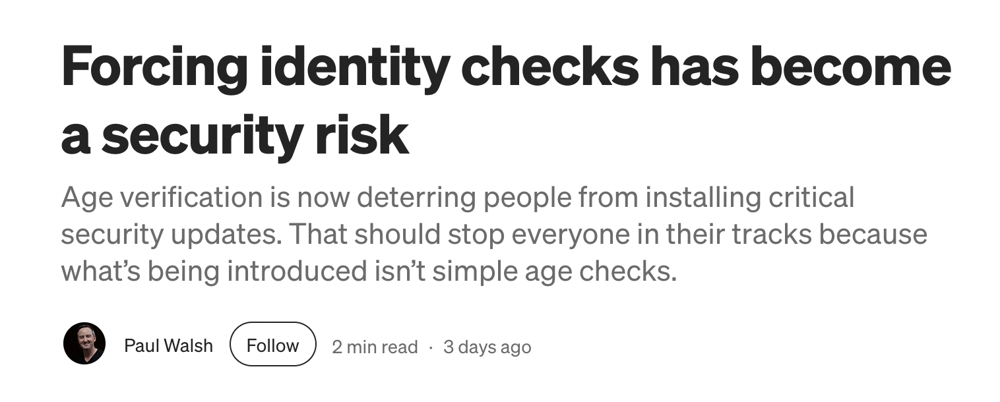 Forcing identity checks has become
a security risk
Age verification is now deterring people from installing critical
security updates. That should stop everyone in their tracks because
what’s being introduced isn’t simple age checks.
Paul Walsh Follow 2 min read · 3 days ago